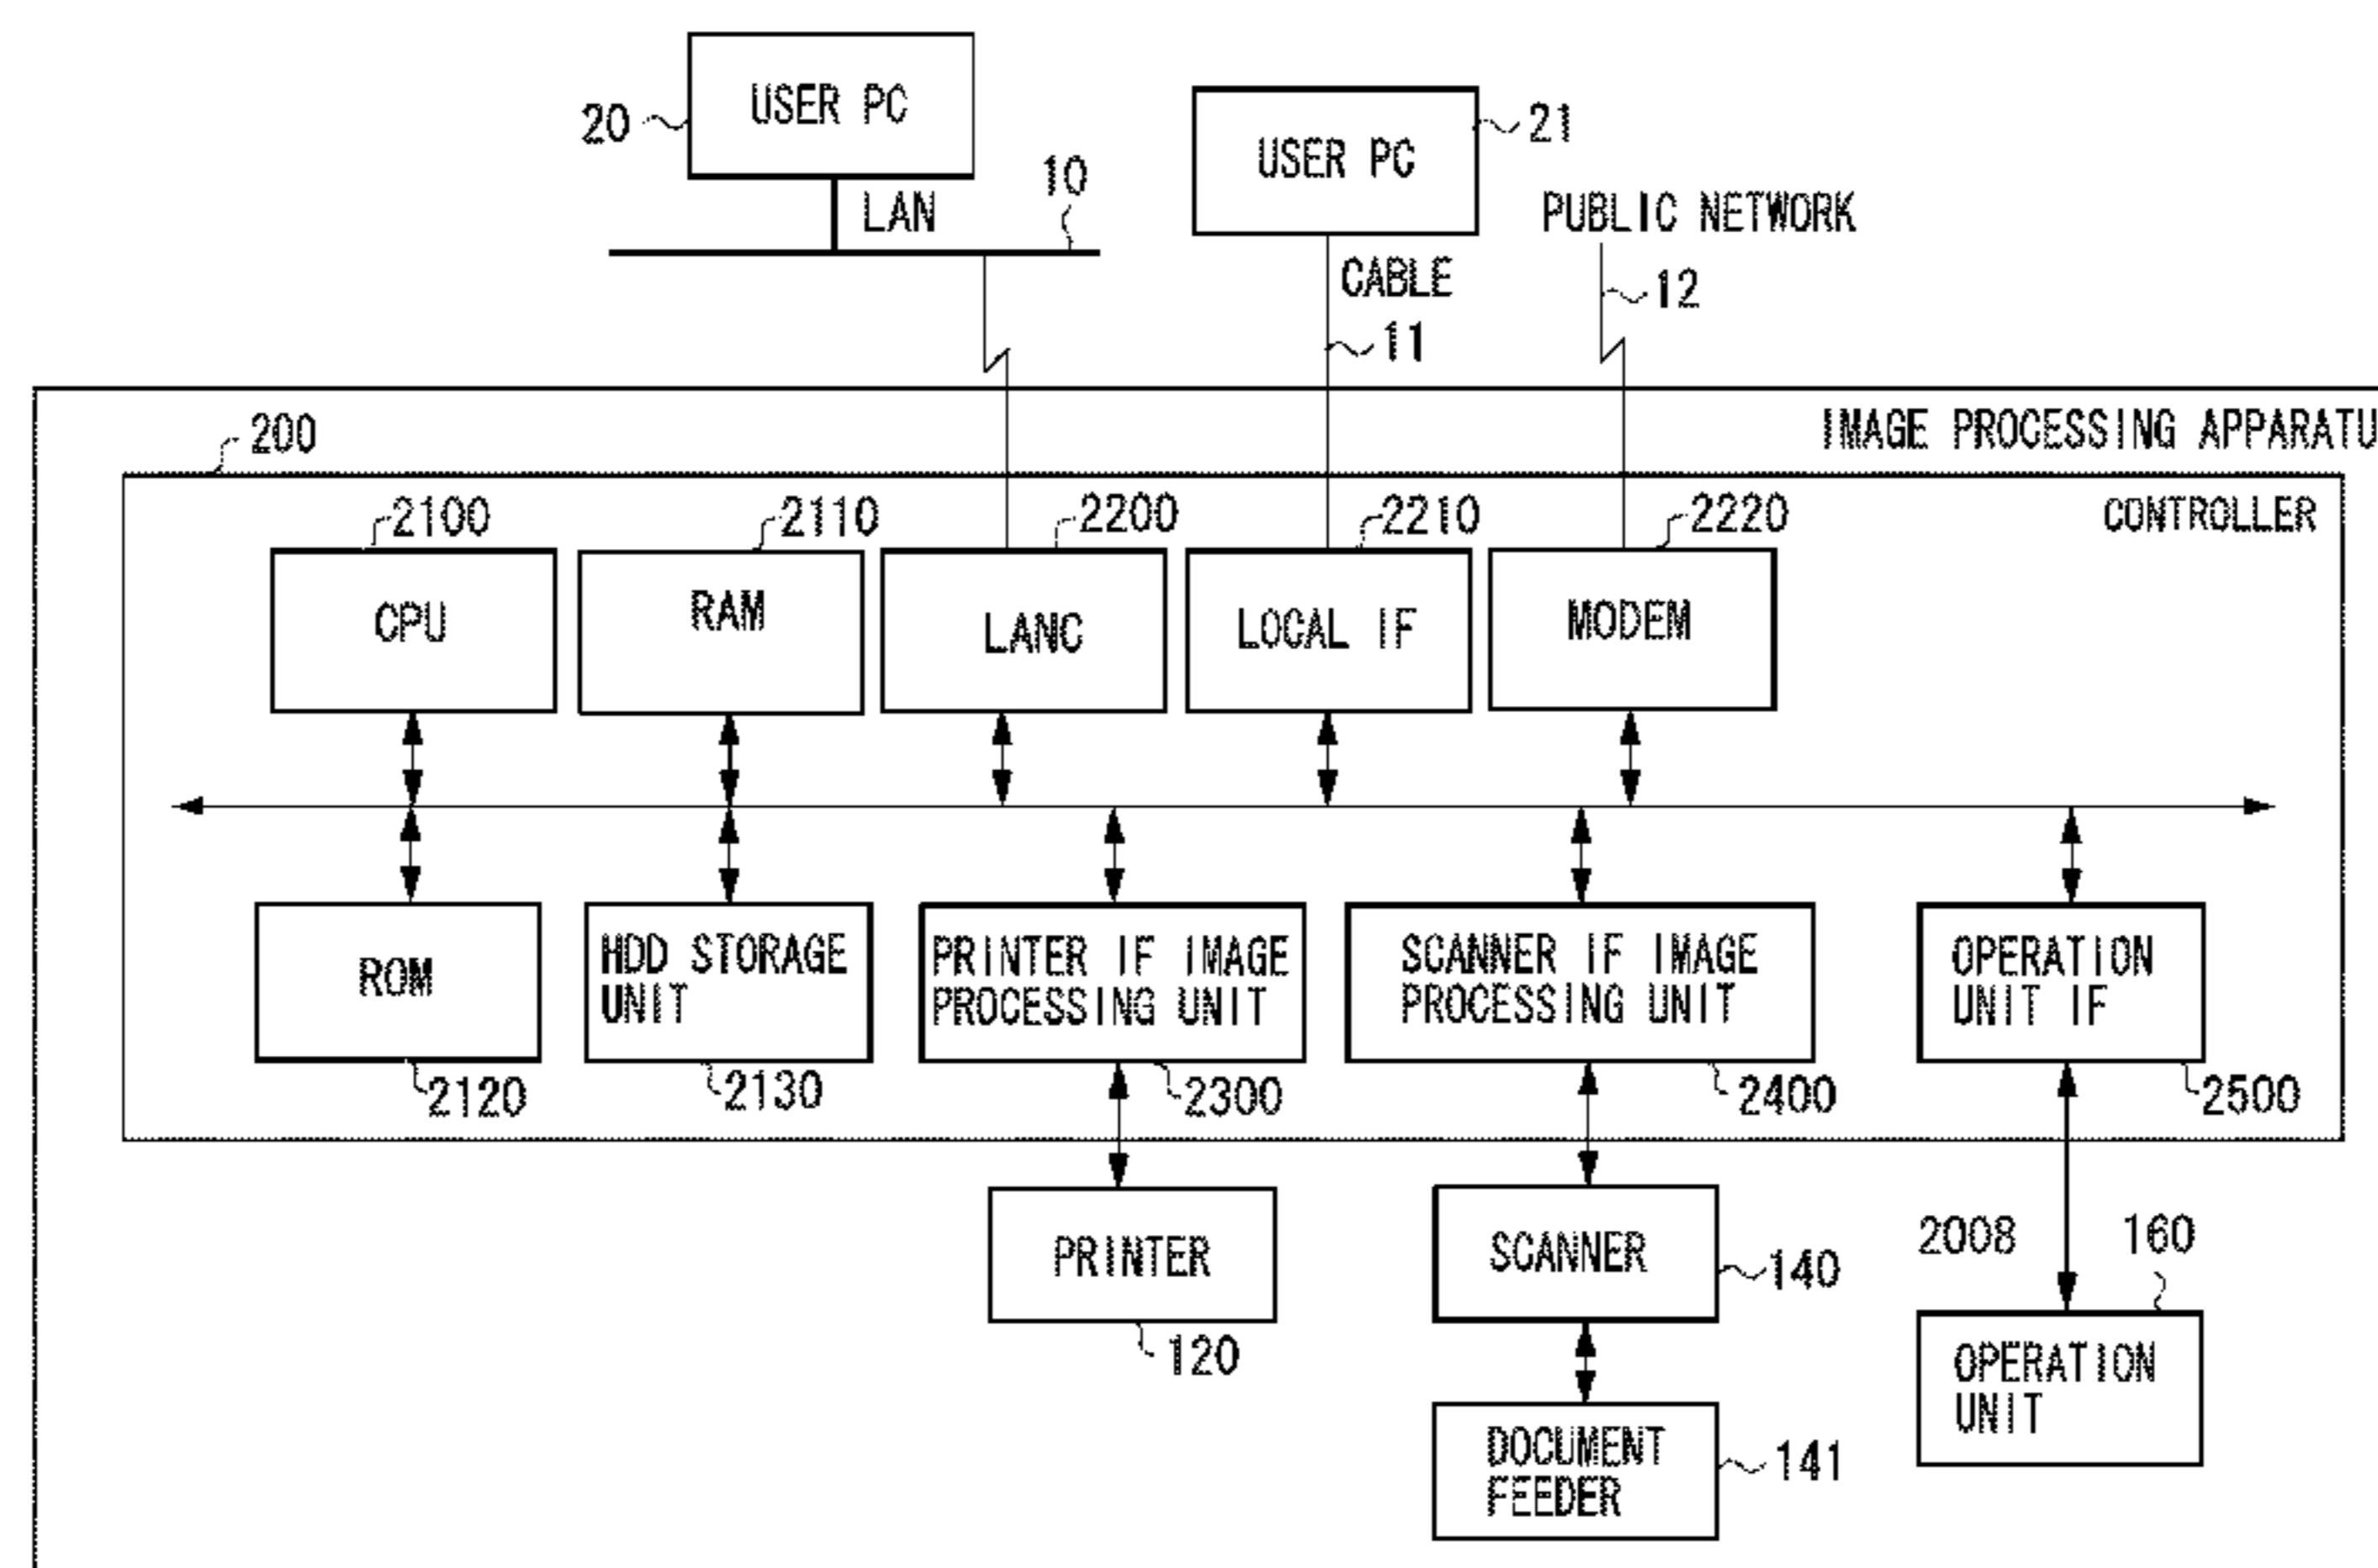 USER PC
20
21
USER PC
10
LAN
PUBLIC NETWORK
CABLE
12
11
IMAGE PROCESSING APPARATU
200
2100
2110
2200
2210
2220
CONTROLLER
CPU
RAM
LANC
LOCAL IF
MODEM
ROM
HDD STORAGE
UNIT
PRINTER IF IMAGE
PROCESSING UNIT
SCANNER IF IMAGE
PROCESSING UNIT
OPERATION
UNIT IF
2120
2130
2300
2400
2500
PRINTER
120
SCANNER
140
2008
160
OPERATION
UNIT
DOCUMENT
FEEDER
141